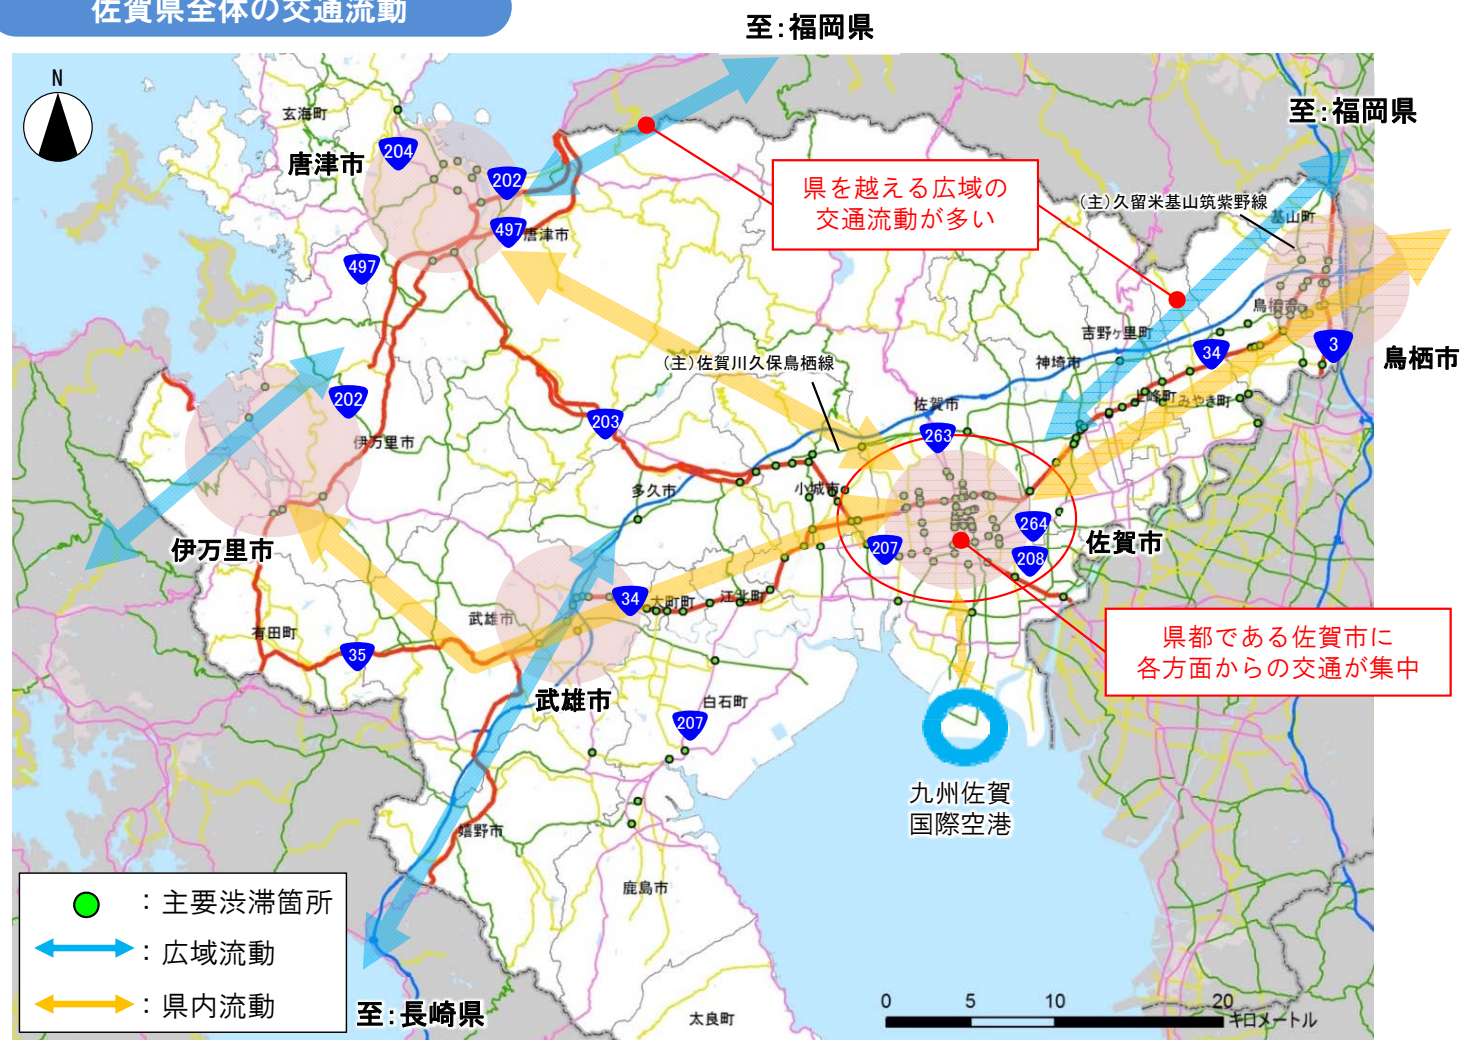 佐賀県全体の交通流動
至:福岡県
N
玄海町
至:福岡県
204
唐津市
202
県を越える広域の
交通流動が多い
(主)久留米基山筑紫野線
基山町
497
唐津市
497
鳥栖市
吉野ヶ里町
34
3
鳥栖市
神埼市
(主)佐賀川久保鳥栖線
202
上峰町
みやき町
佐賀市
203
263
伊万里市
多久市
小城市
264
佐賀市
伊万里市
207
208
34
大町町
江北町
武雄市
有田町
35
県都である佐賀市に
各方面からの交通が集中
武雄市
白石町
207
九州佐賀
国際空港
嬉野市
鹿島市
:主要渋滞箇所
:広域流動
:県内流動
至:長崎県
太良町
0 5 10 20
キロメートル